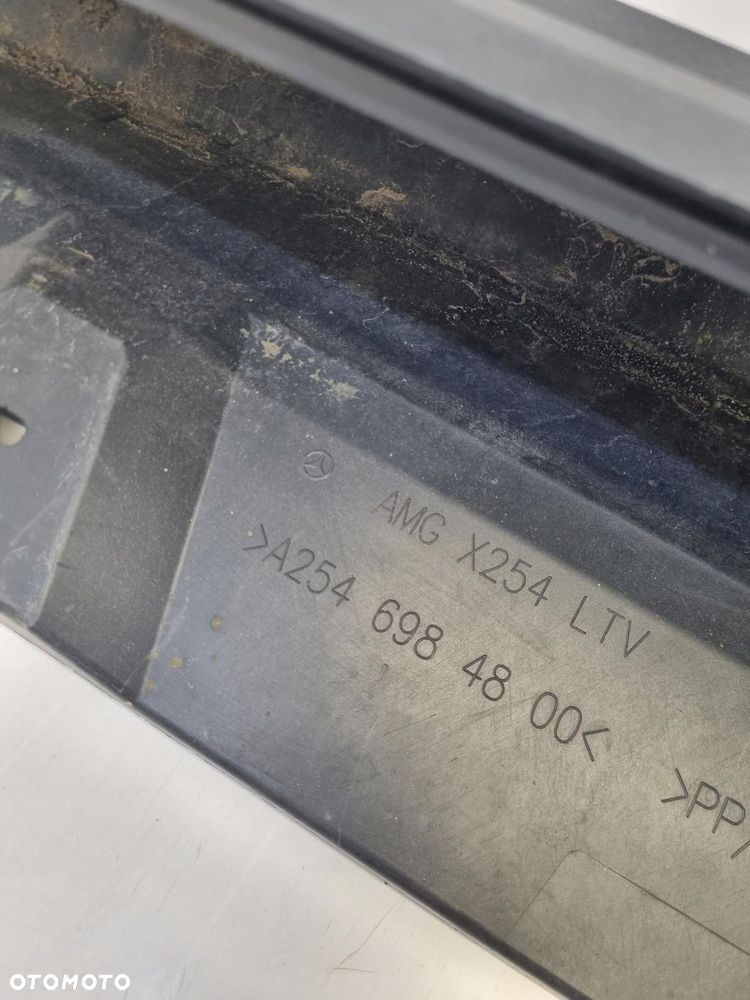 AMG X254 LTV
>A254 698 48 00<
>PP/
OTOMOTO